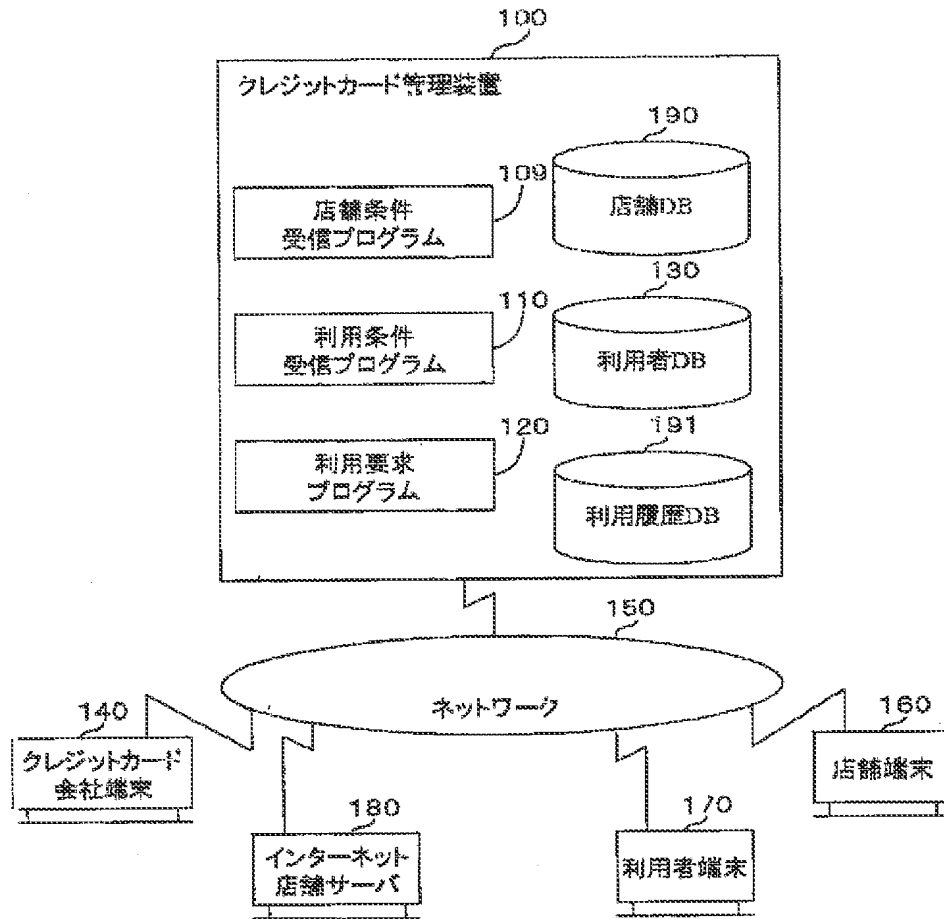 100
クレジットカード管理装置
190
109
店舗条件
受信プログラム
店舗DB
130
110
利用条件
受信プログラム
利用者DB
191
120
利用要求
プログラム
利用履歴DB
150
ネットワーク
140
クレジットカード
会社端末
160
店舗端末
180
インターネット
店舗サーバ
170
利用者端末